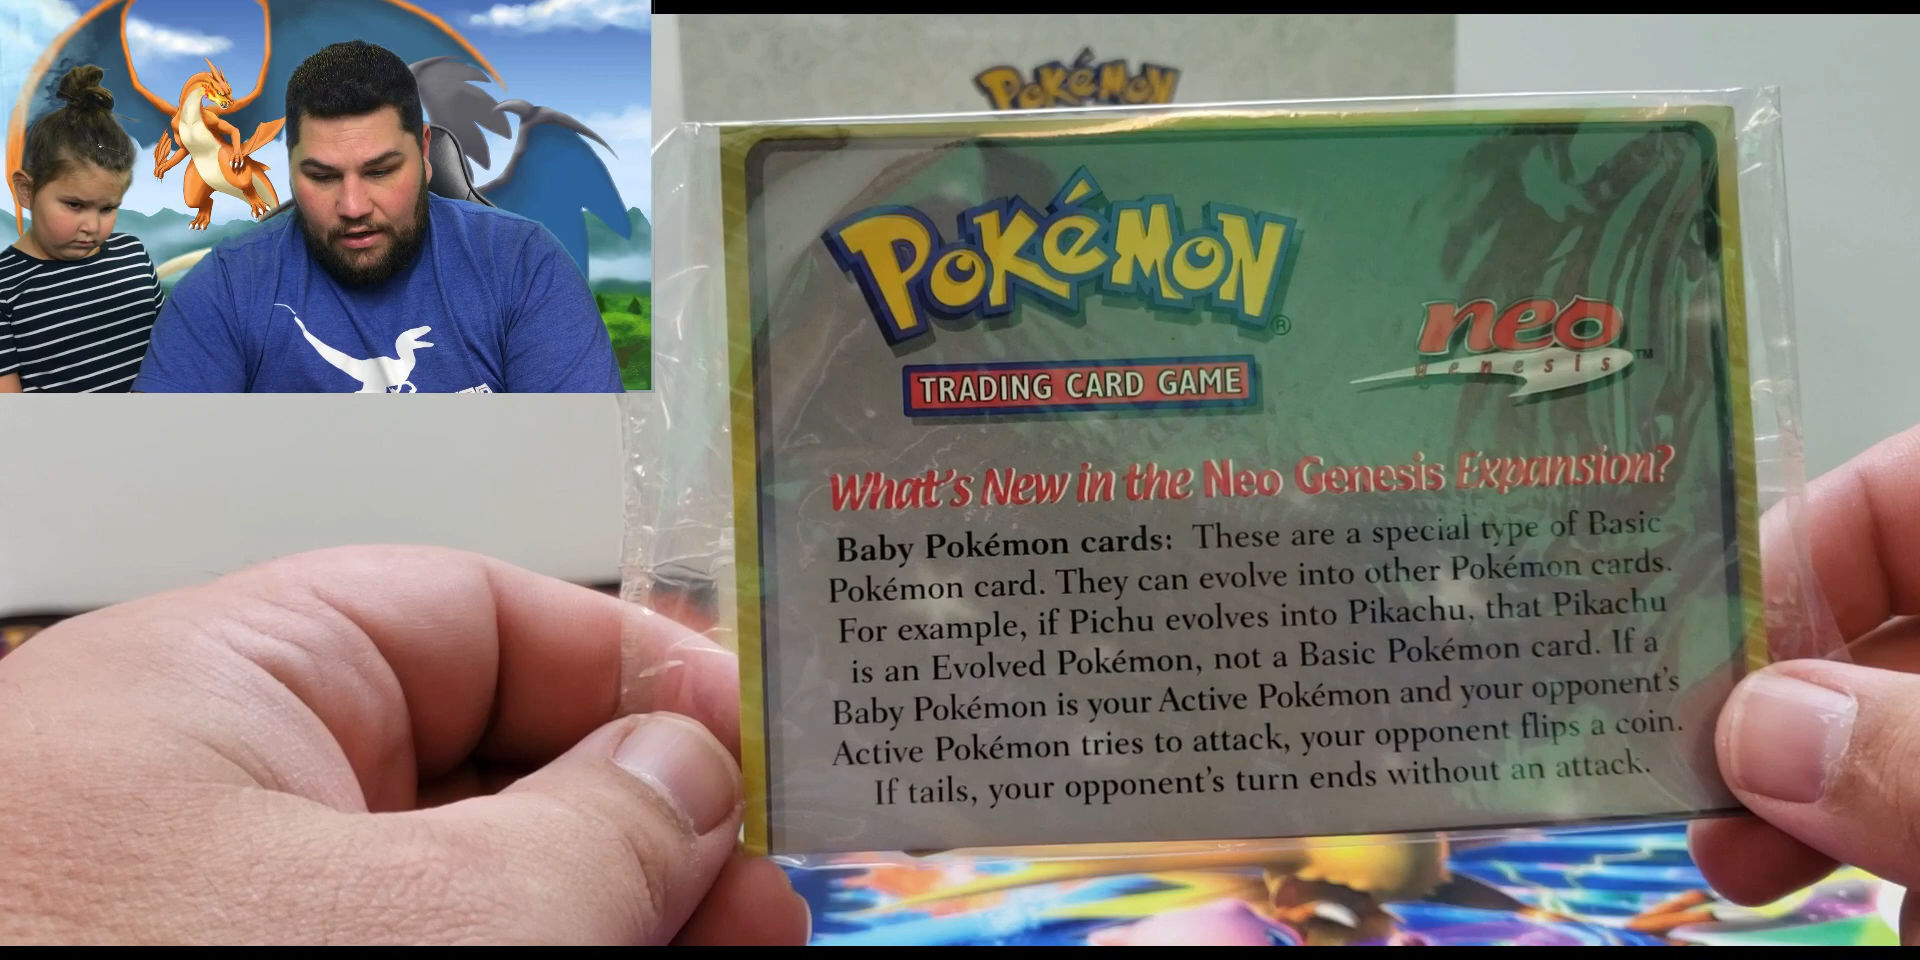 POKéMON
POKéMON®
TRADING CARD GAME
neo
genesis™
What's New in the Neo Genesis Expansion?
Baby Pokémon cards: These are a special type of Basic
Pokémon card. They can evolve into other Pokémon cards.
For example, if Pichu evolves into Pikachu, that Pikachu
is an Evolved Pokémon, not a Basic Pokémon card. If a
Baby Pokémon is your Active Pokémon and your opponent's
Active Pokémon tries to attack, your opponent flips a coin.
If tails, your opponent's turn ends without an attack.